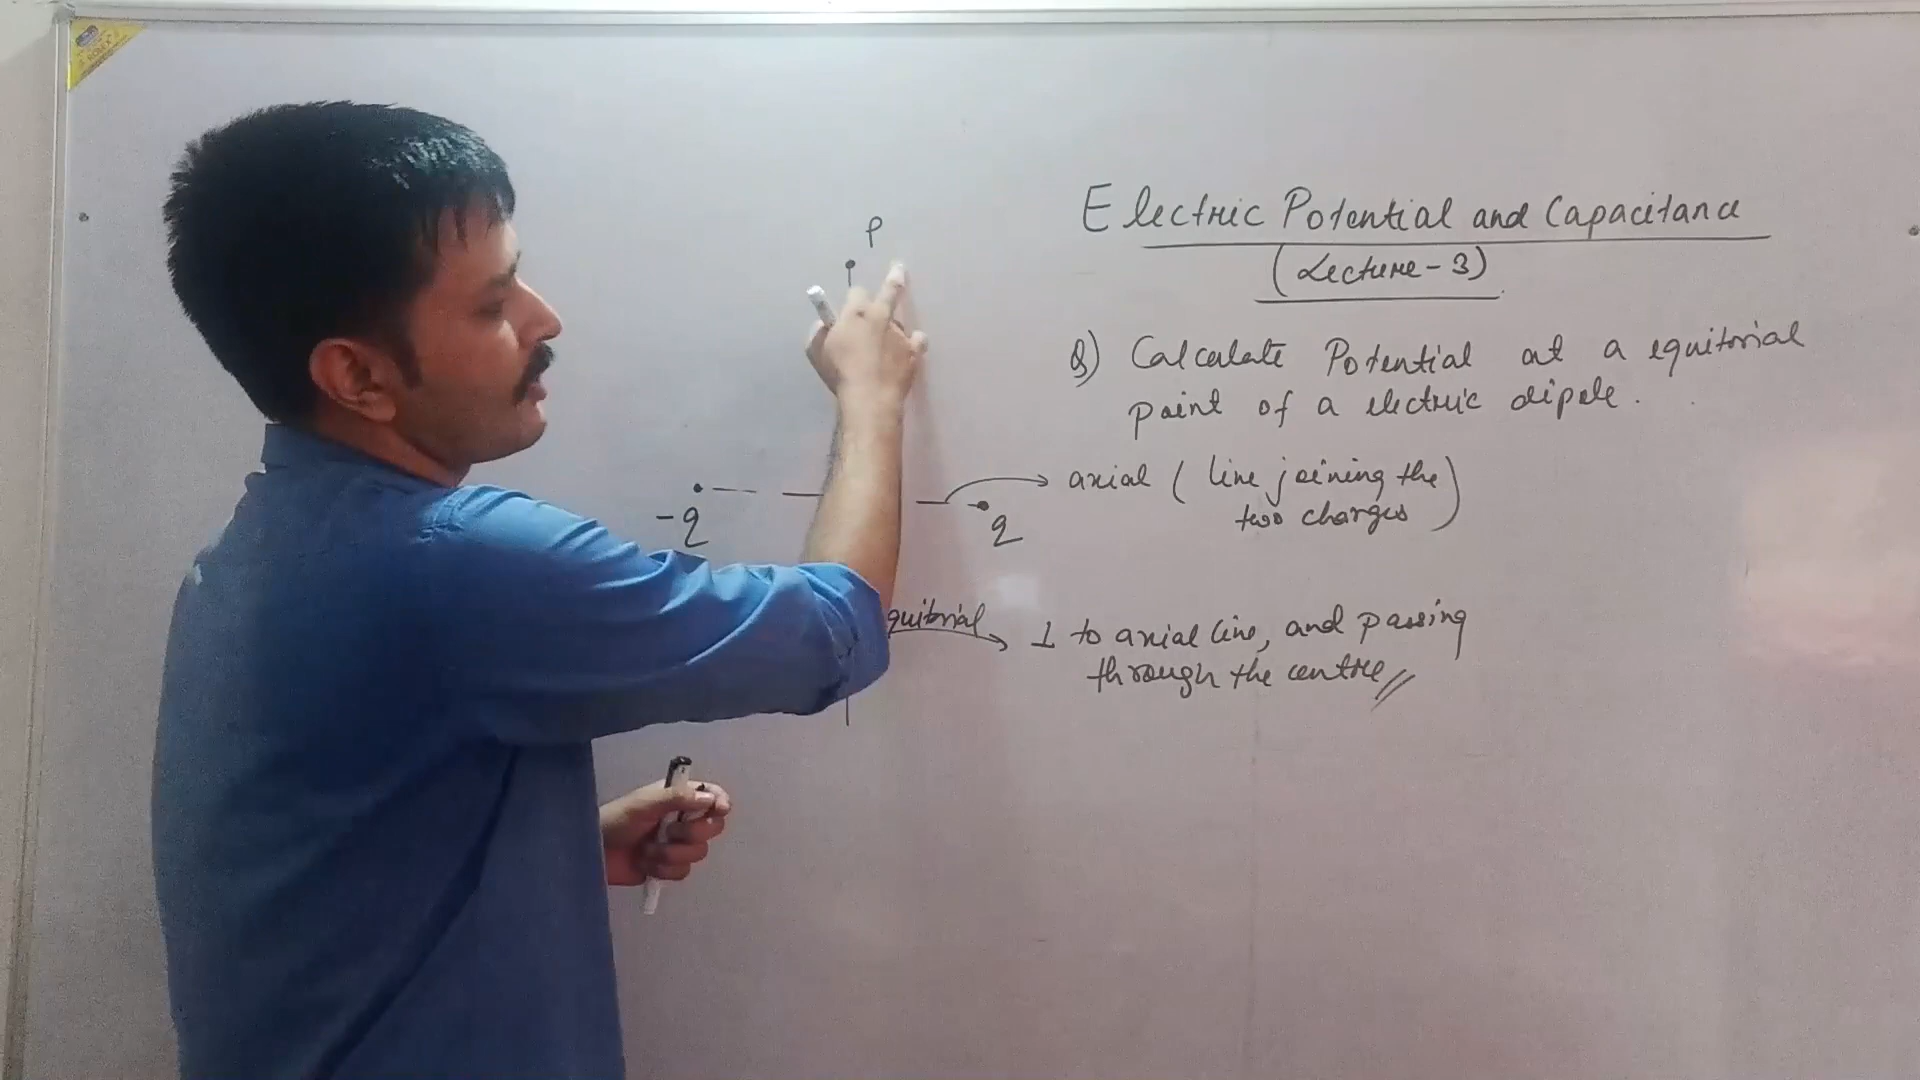 Electric Potential and Capacitance
(Lecture-3)
P
Q) Calculate Potential at a equitorial
point of a electric dipole.
axial (line joining the
two charges)
-q
q
quitorial
⊥ to axial line, and passing
through the centre //